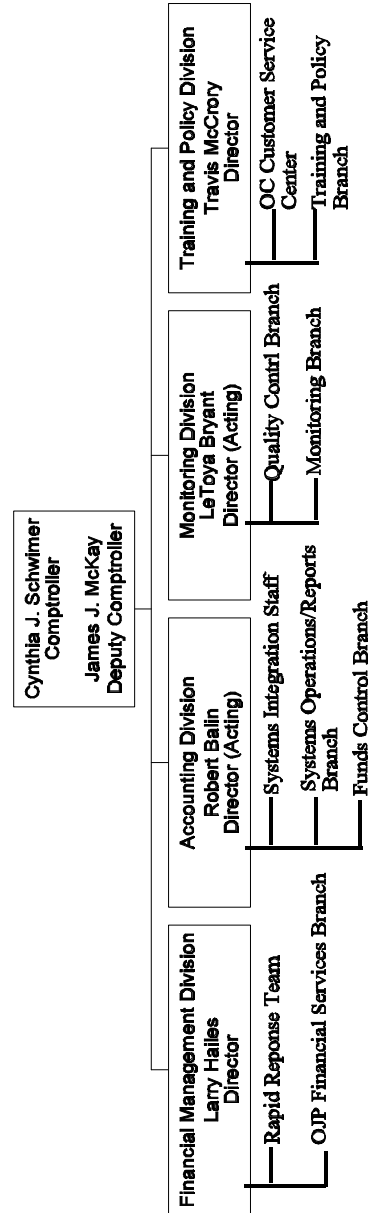 Cynthia J. Schwimer
Comptroller
James J. McKay
Deputy Comptroller
Financial Management Division
Larry Hailes
Director
Rapid Reponse Team
OJP Financial Services Branch
Accounting Division
Robert Balin
Director (Acting)
Systems Integration Staff
Systems Operations/Reports
Branch
Funds Control Branch
Monitoring Division
LeToya Bryant
Director (Acting)
Quality Contrl Branch
Monitoring Branch
Training and Policy Division
Travis McCrory
Director
OC Customer Service
Center
Training and Policy
Branch